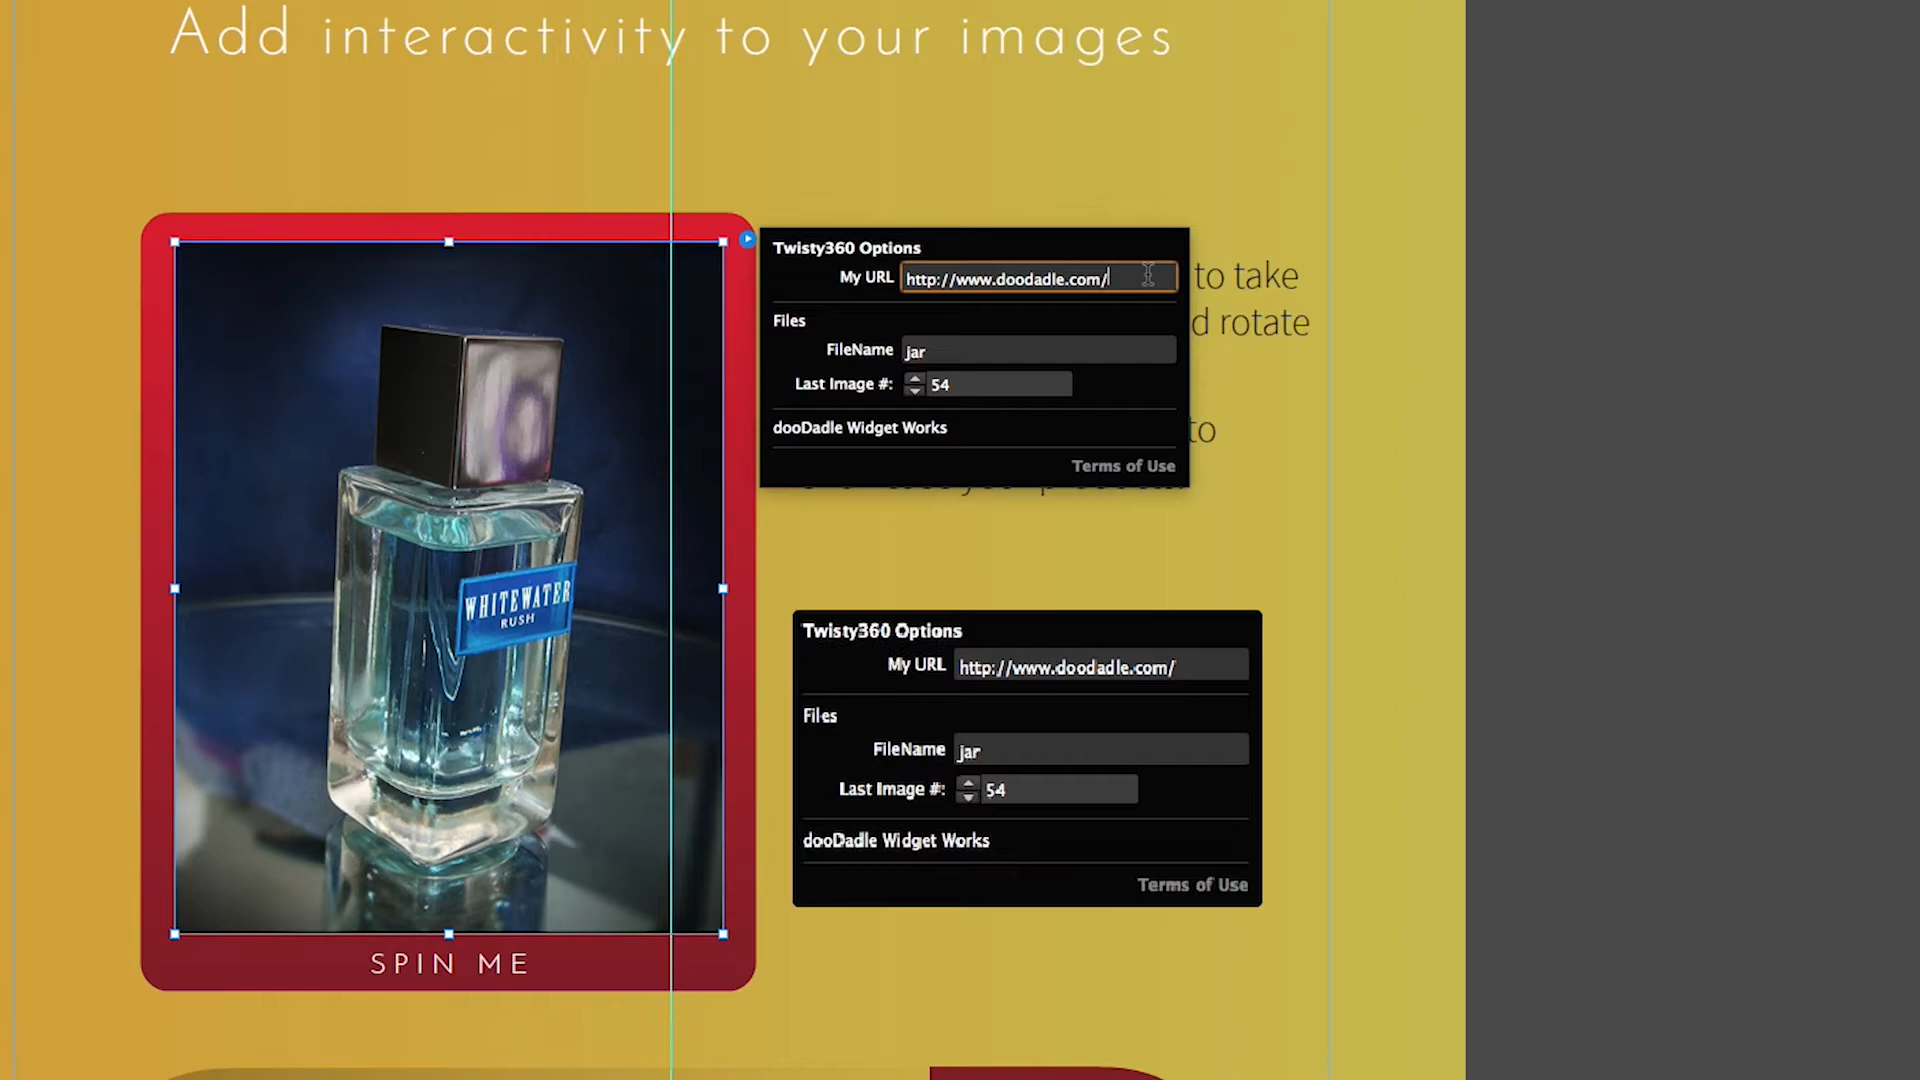 Add interactivity to your images
Twisty360 Options
My URL http://www.doodadle.com/
to take
d rotate
Files
FileName jar
Last Image #: 54
to
dooDadle Widget Works
Terms of Use
WHITEWATER
RUSH
Twisty360 Options
My URL http://www.doodadle.com/
Files
FileName jar
Last Image #: 54
dooDadle Widget Works
Terms of Use
SPIN ME